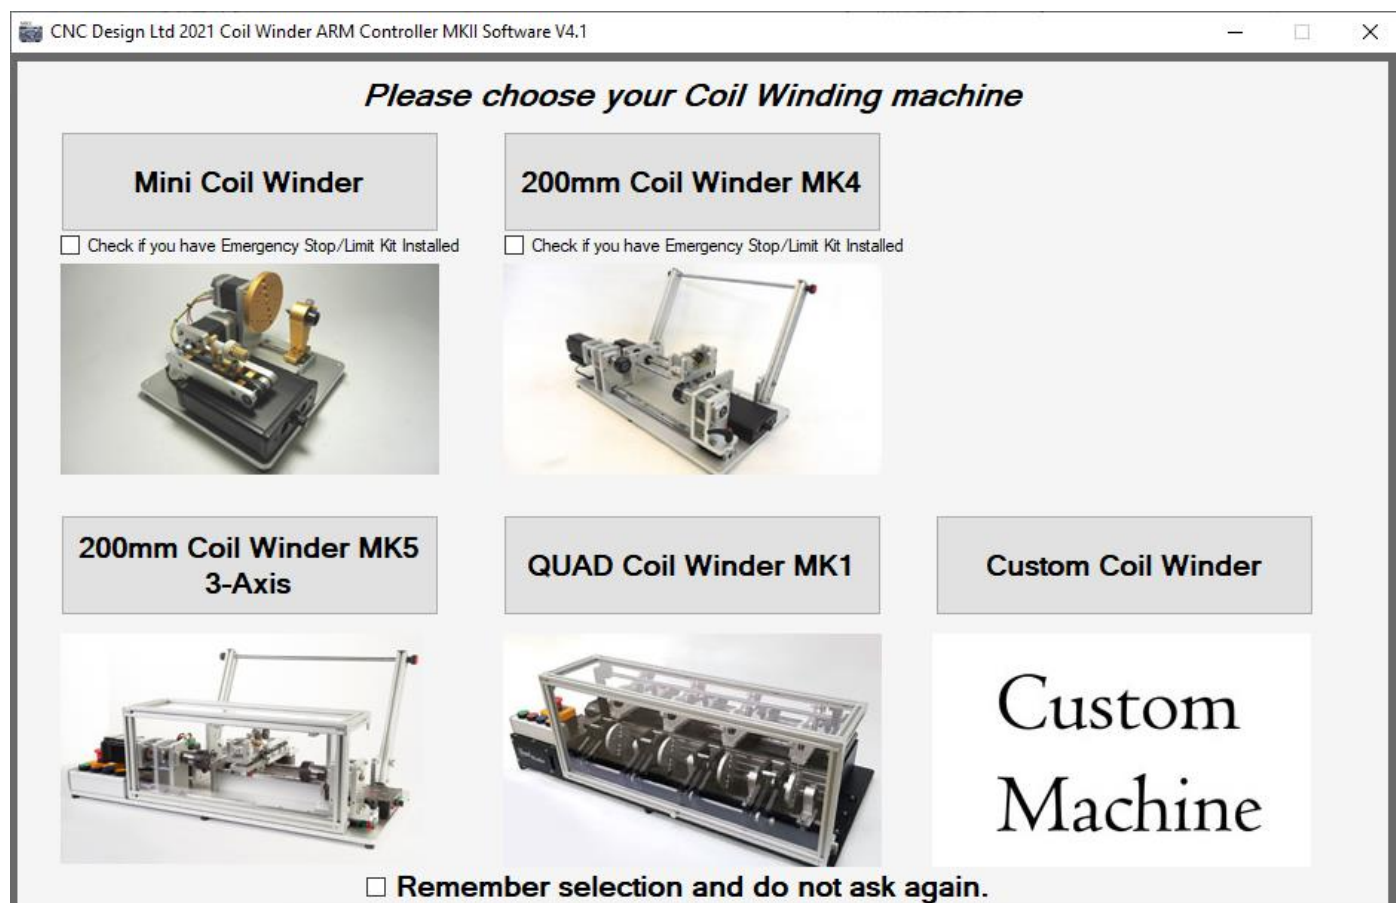 CNC Design Ltd 2021 Coil Winder ARM Controller MKII Software V4.1
Please choose your Coil Winding machine
Mini Coil Winder
200mm Coil Winder MK4
Check if you have Emergency Stop/Limit Kit Installed
Check if you have Emergency Stop/Limit Kit Installed
200mm Coil Winder MK5
3-Axis
QUAD Coil Winder MK1
Custom Coil Winder
Custom
Machine
Remember selection and do not ask again.